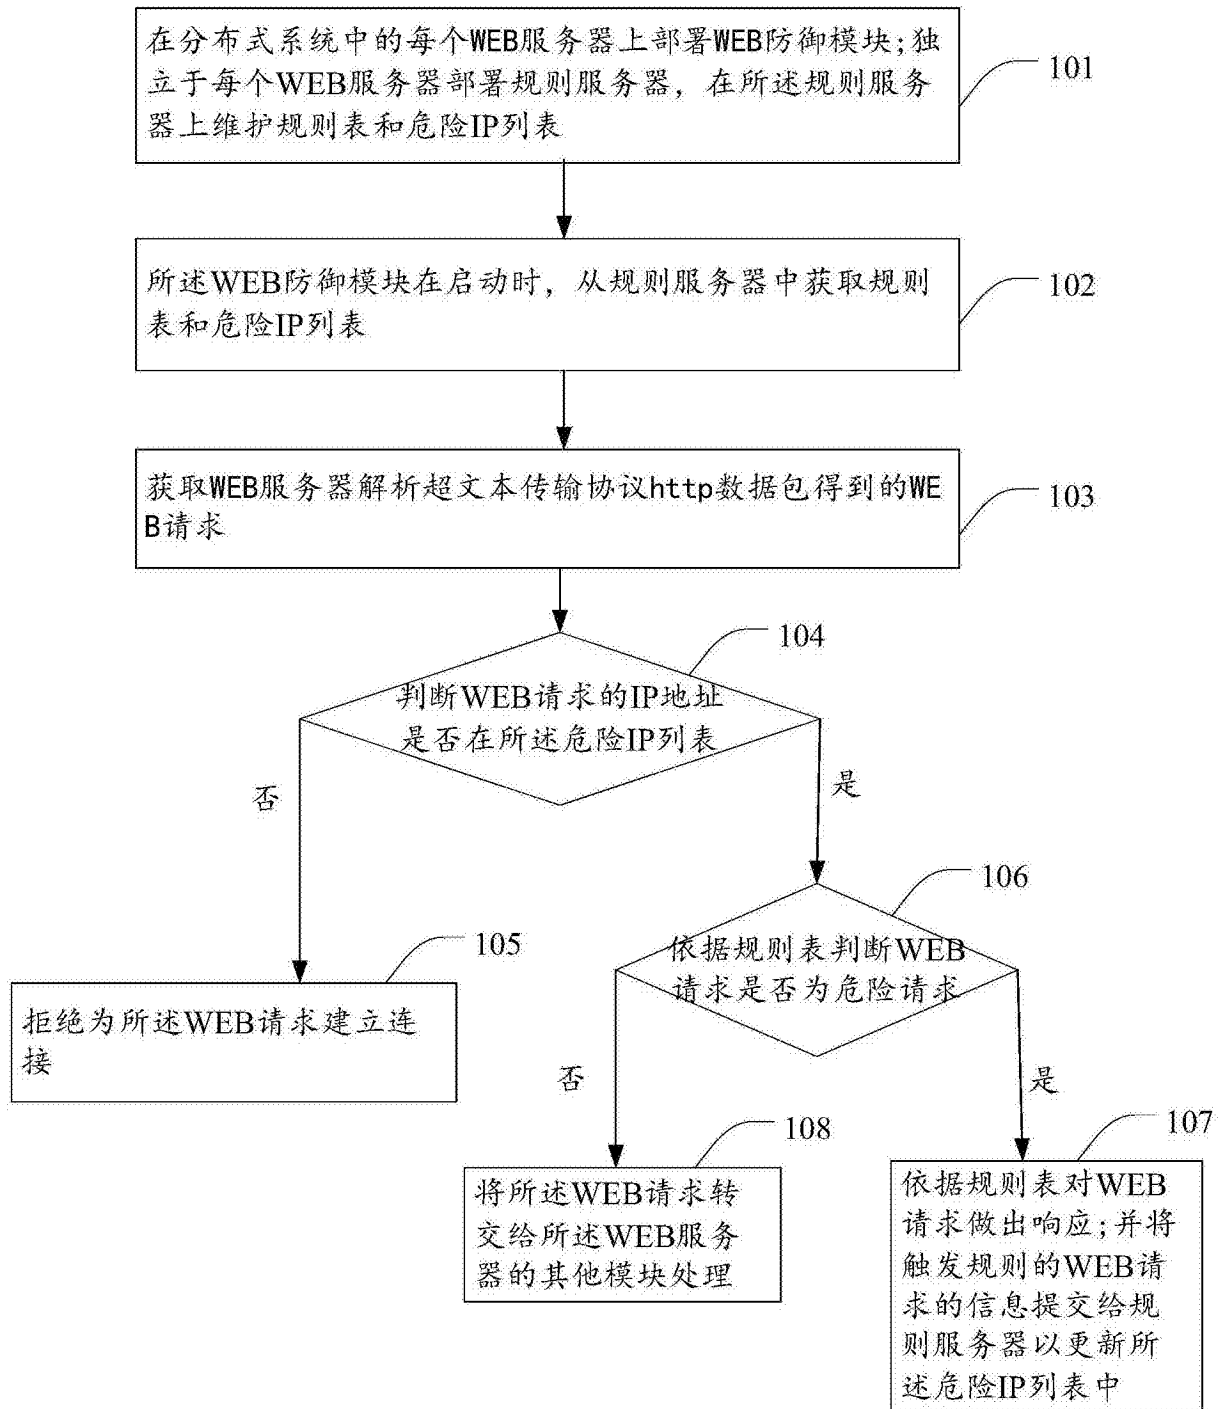 在分布式系统中的每个WEB服务器上部署WEB防御模块;独
立于每个WEB服务器部署规则服务器，在所述规则服务
器上维护规则表和危险IP列表
101
所述WEB防御模块在启动时，从规则服务器中获取规则
表和危险IP列表
102
获取WEB服务器解析超文本传输协议http数据包得到的WE
B请求
103
104
判断WEB请求的IP地址
是否在所述危险IP列表
否
是
106
依据规则表判断WEB
请求是否为危险请求
105
拒绝为所述WEB请求建立连
接
否
是
108
将所述WEB请求转
交给所述WEB服务
器的其他模块处理
107
依据规则表对WEB
请求做出响应;并将
触发规则的WEB请
求的信息提交给规
则服务器以更新所
述危险IP列表中